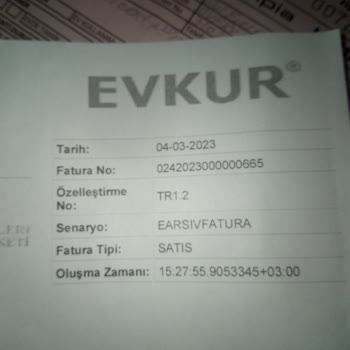 EVKUR®
Tarih: 04-03-2023
Fatura No: 0242023000000665
Özelleştirme No: TR1.2
Senaryo: EARSIVFATURA
Fatura Tipi: SATIS
Oluşma Zamanı: 15:27:55.9053345+03:00